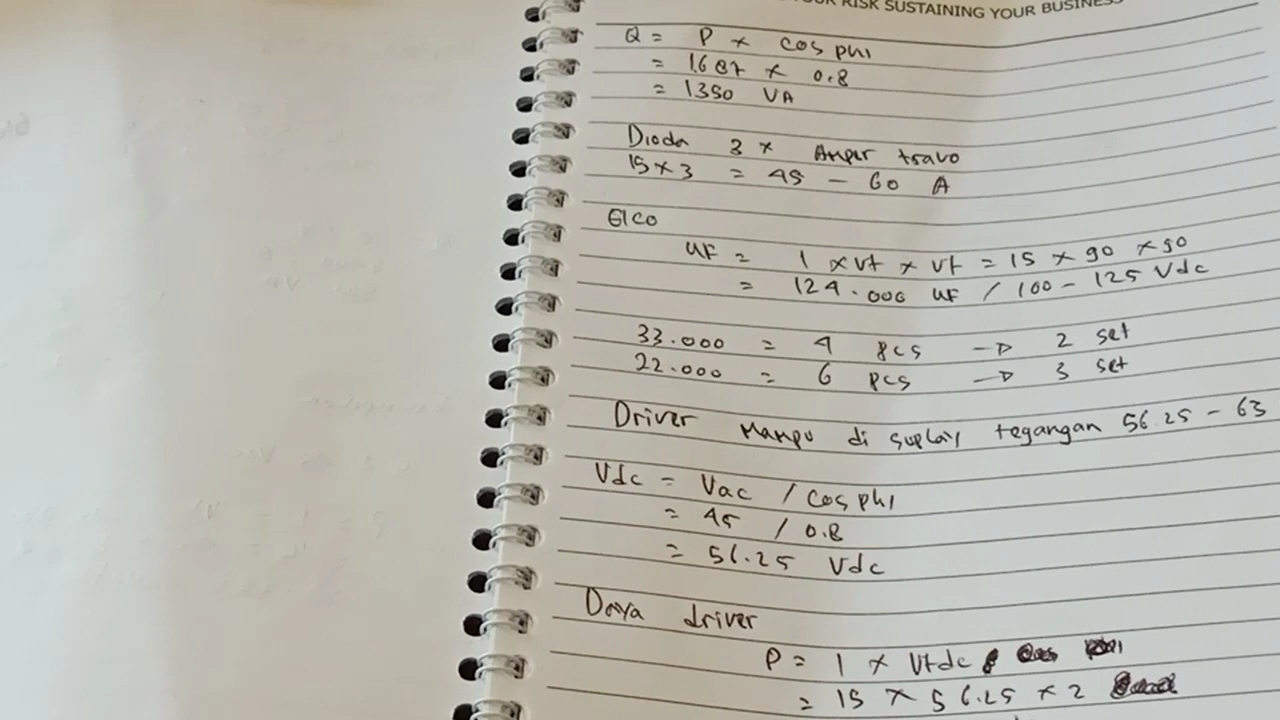 RISK SUSTAINING YOUR BUSINESS
Q = P x cos phi
= 1687 x 0.8
= 1350 VA
Dioda 3 x Amper travo
15 x 3 = 45 - 60 A
Elco
UF = 1 x Vt x Vt = 15 x 90 x 90
= 124.000 UF / 100 - 125 Vdc
33.000 = 4 pcs -> 2 set
22.000 = 6 pcs -> 3 set
Driver Mampu di suplaiy tegangan 56.25 - 63
Vdc = Vac / cos phi
= 45 / 0.8
= 56.25 Vdc
Daya driver
P = 1 x Vtdc
= 15 x 56.25 x 2